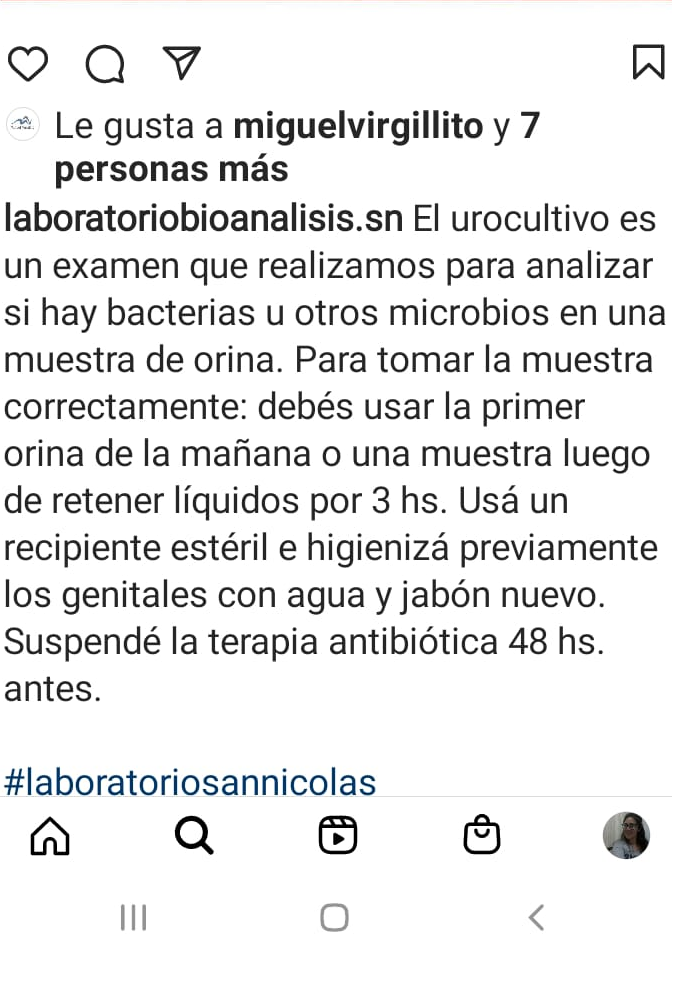 Le gusta a miguelvirgillito y 7
personas más
laboratoriobioanalisis.sn El urocultivo es
un examen que realizamos para analizar
si hay bacterias u otros microbios en una
muestra de orina. Para tomar la muestra
correctamente: debés usar la primer
orina de la mañana o una muestra luego
de retener líquidos por 3 hs. Usá un
recipiente estéril e higienizá previamente
los genitales con agua y jabón nuevo.
Suspendé la terapia antibiótica 48 hs.
antes.
#laboratoriosannicolas